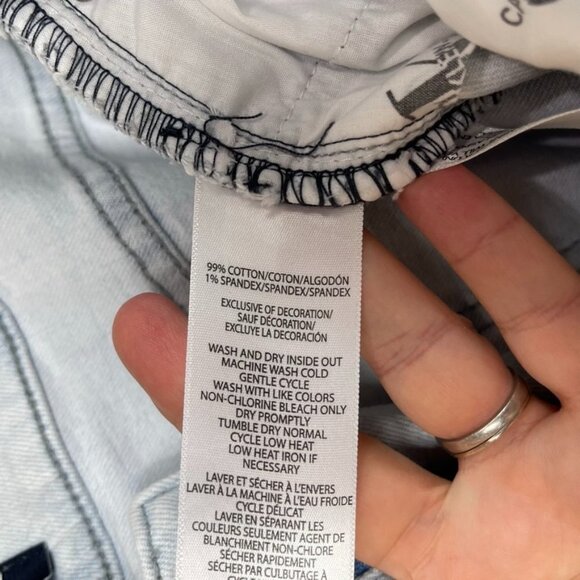 CA
99% COTTON/COTON/ALGODÓN
1% SPANDEX/SPANDEX/SPANDEX
EXCLUSIVE OF DECORATION/
SAUF DÉCORATION/
EXCLUYE LA DECORACIÓN
WASH AND DRY INSIDE OUT
MACHINE WASH COLD
GENTLE CYCLE
WASH WITH LIKE COLORS
NON-CHLORINE BLEACH ONLY
DRY PROMPTLY
TUMBLE DRY NORMAL
CYCLE LOW HEAT
LOW HEAT IRON IF
NECESSARY
LAVER ET SÉCHER À L'ENVERS
LAVER À LA MACHINE À L'EAU FROIDE
CYCLE DÉLICAT
LAVER EN SÉPARANT LES
COULEURS SEULEMENT AGENT DE
BLANCHIMENT NON-CHLORE
SÉCHER RAPIDEMENT
SÉCHER PAR CULBUTAGE À